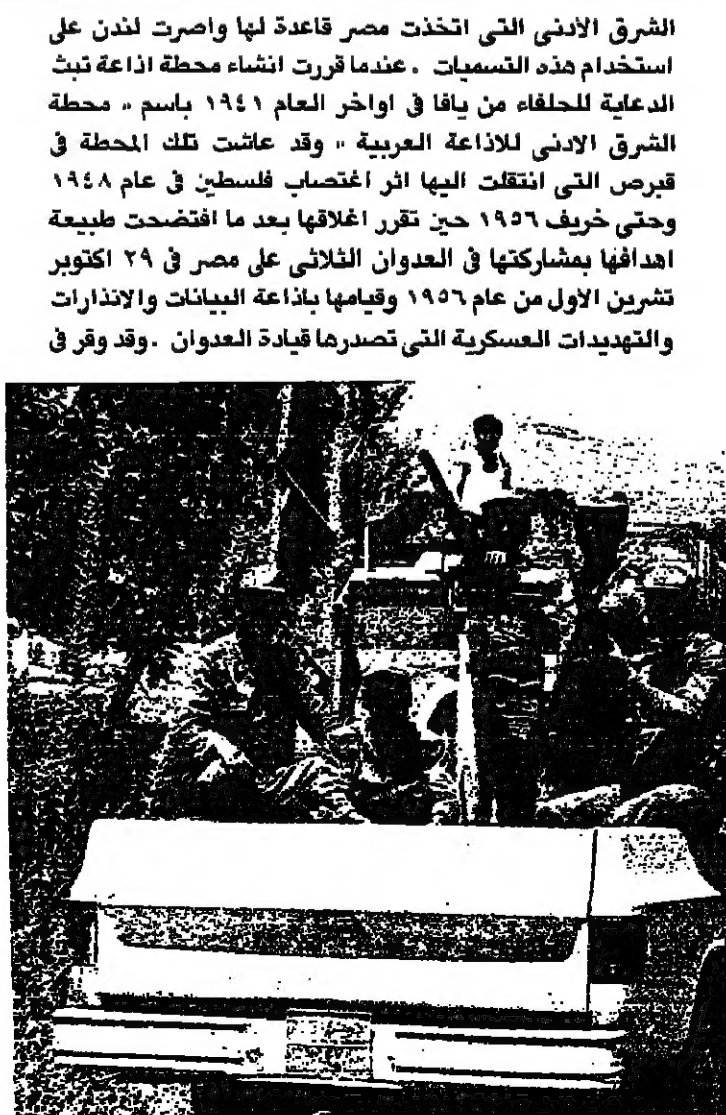 الشرق الأدنى التى اتخذت مصر قاعدة لها واصرت لندن على
استخدام هذه التسميات . عندما قررت انشاء محطة اذاعة تبث
الدعاية للحلفاء من يافا فى اواخر العام ١٩٤١ باسم « محطة
الشرق الادنى للاذاعة العربية » وقد عاشت تلك المحطة فى
قبرص التى انتقلت اليها اثر اغتصاب فلسطين فى عام ١٩٤٨
وحتى خريف ١٩٥٦ حين تقرر اغلاقها بعد ما افتضحت طبيعة
اهدافها بمشاركتها فى العدوان الثلاثى على مصر فى ٢٩ اكتوبر
تشرين الاول من عام ١٩٥٦ وقيامها باذاعة البيانات والانذارات
والتهديدات العسكرية التى تصدرها قيادة العدوان . وقد وقر فى